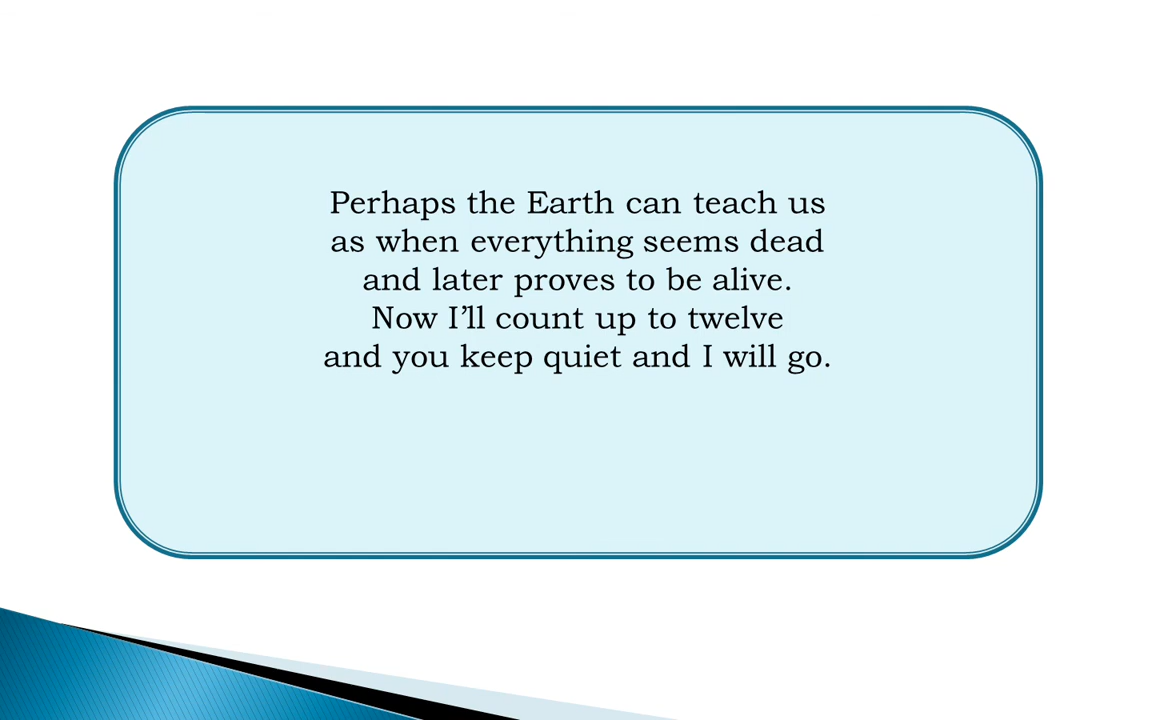 Perhaps the Earth can teach us
as when everything seems dead
and later proves to be alive.
Now I’ll count up to twelve
and you keep quiet and I will go.